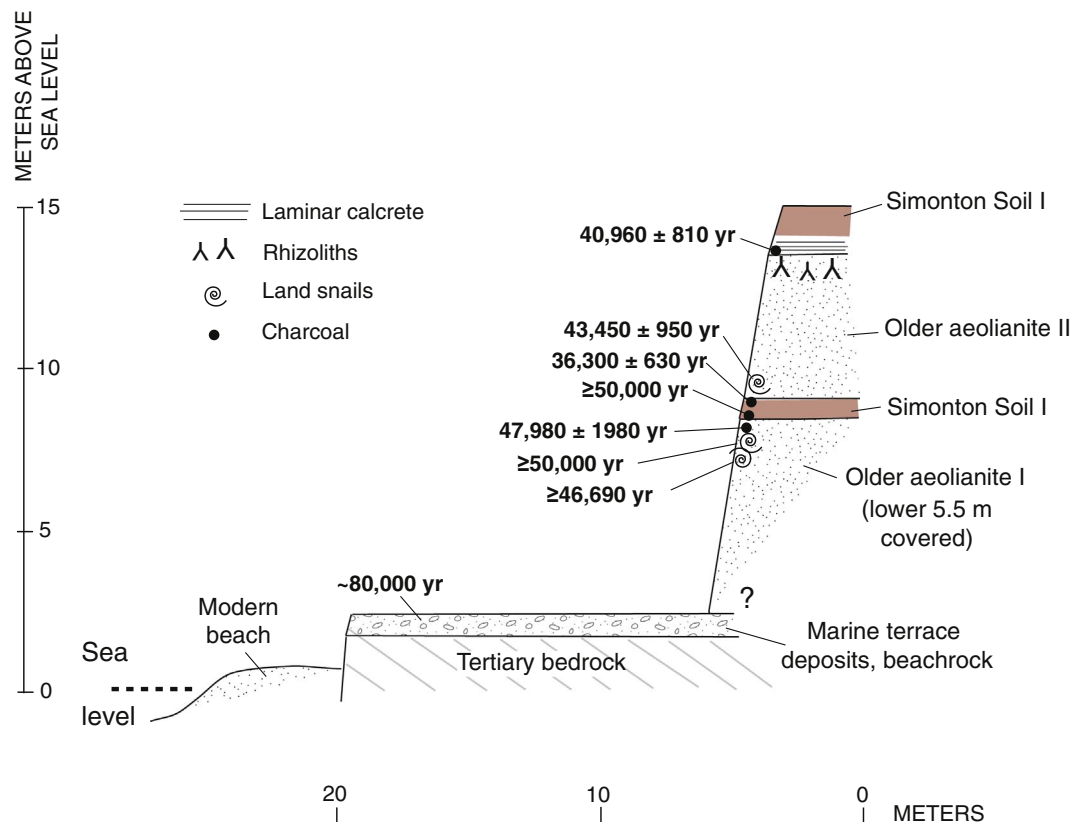 METERS ABOVE
SEA LEVEL
15
10
5
0
Laminar calcrete
Rhizoliths
Land snails
Charcoal
40,960 ± 810 yr
43,450 ± 950 yr
36,300 ± 630 yr
≥50,000 yr
47,980 ± 1980 yr
≥50,000 yr
≥46,690 yr
Simonton Soil I
Older aeolianite II
Simonton Soil I
Older aeolianite I
(lower 5.5 m
covered)
~80,000 yr
?
Modern
beach
Marine terrace
deposits, beachrock
Tertiary bedrock
Sea
level
20
10
0
METERS